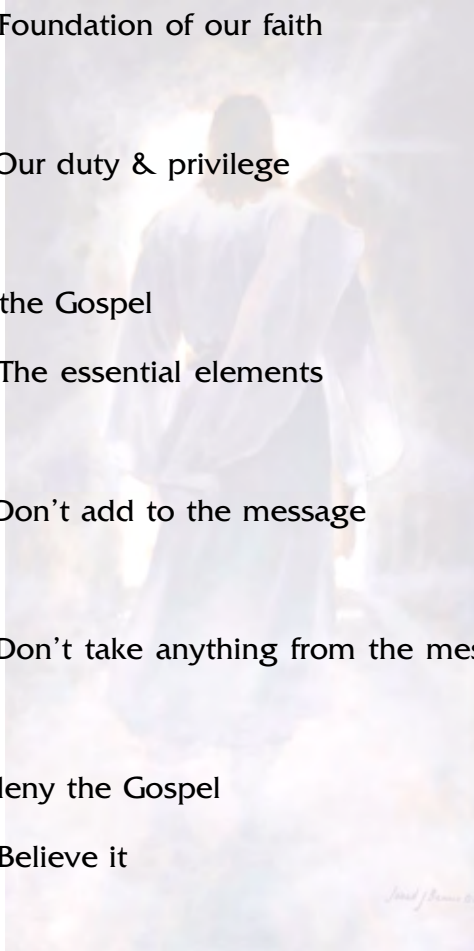 Foundation of our faith
Our duty & privilege
the Gospel
The essential elements
Don't add to the message
Don't take anything from the
the Gospel
Believe it